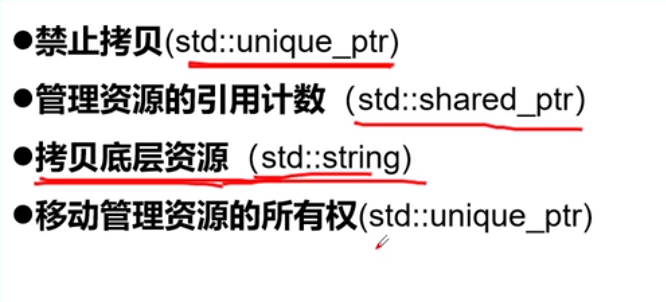 ●禁止拷贝(std::unique_ptr)
●管理资源的引用计数（std::shared_ptr）
●拷贝底层资源（std::string)
●移动管理资源的所有权(std::unique_ptr)